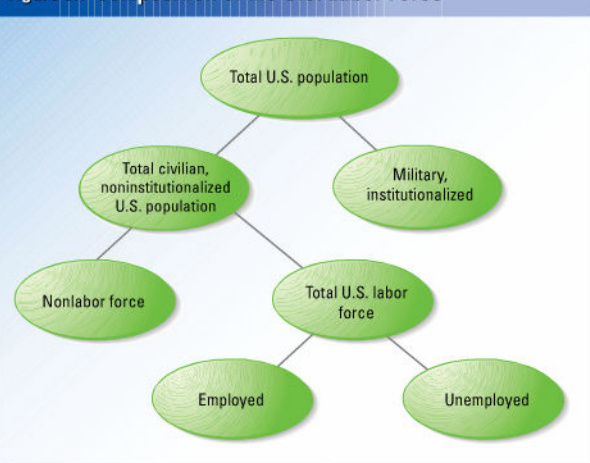 Total U.S. population
Total civilian,
noninstitutionalized
U.S. population
Military,
institutionalized
Nonlabor force
Total U.S. labor
force
Employed
Unemployed